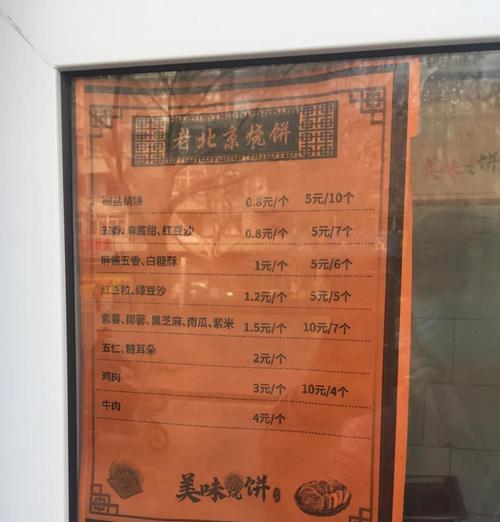 老北京烧饼
椒盐烧饼 0.8元/个 5元/10个
五香、麻酱甜、红豆沙 0.8元/个 5元/7个
麻酱五香、白糖酥 1元/个 5元/6个
红豆粒、绿豆沙 1.2元/个 5元/5个
紫薯、椰蓉、黑芝麻、南瓜、紫米 1.5元/个 10元/7个
五仁、糖耳朵 2元/个
鸡肉 3元/个 10元/4个
牛肉 4元/个
美味烧饼
美味烧饼